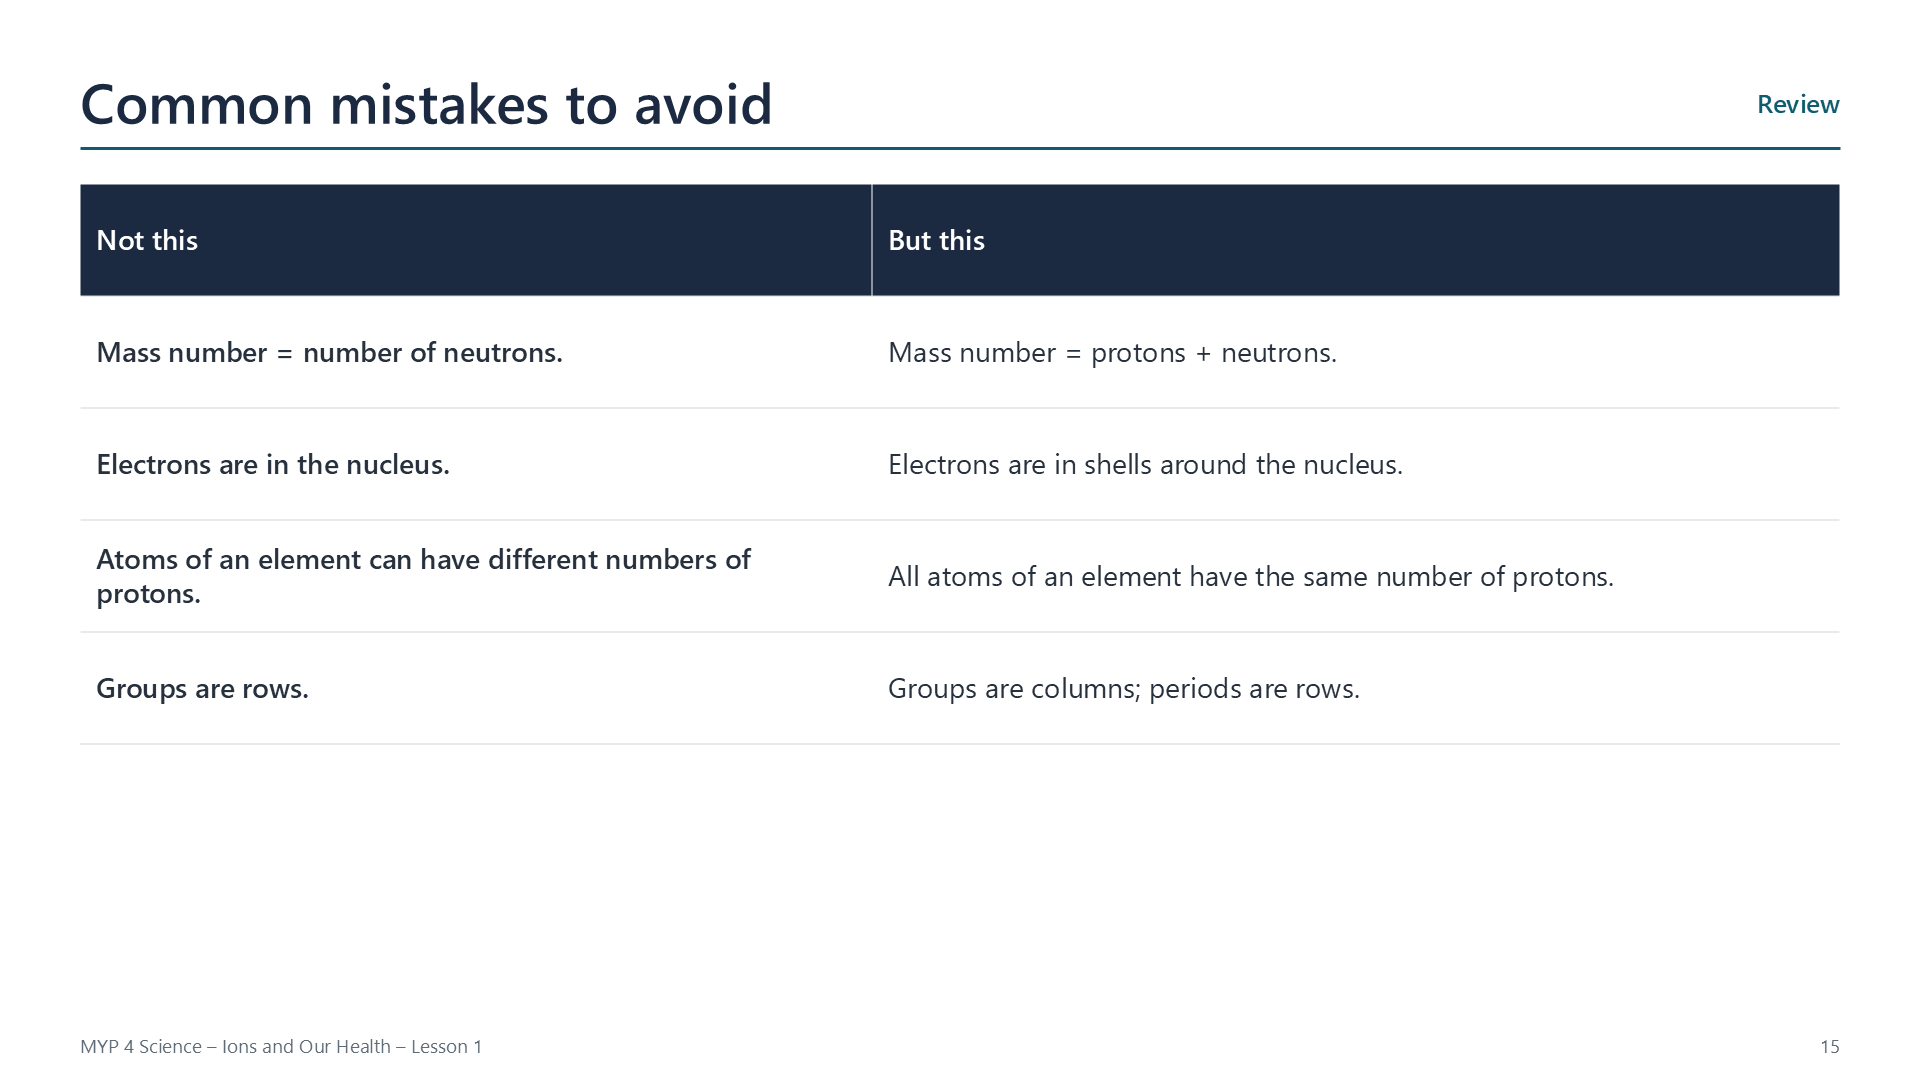 Common mistakes to avoid
Review
Not this
But this
Mass number = number of neutrons.
Mass number = protons + neutrons.
Electrons are in the nucleus.
Electrons are in shells around the nucleus.
Atoms of an element can have different numbers of
protons.
All atoms of an element have the same number of protons.
Groups are rows.
Groups are columns; periods are rows.
MYP 4 Science – Ions and Our Health – Lesson 1
15